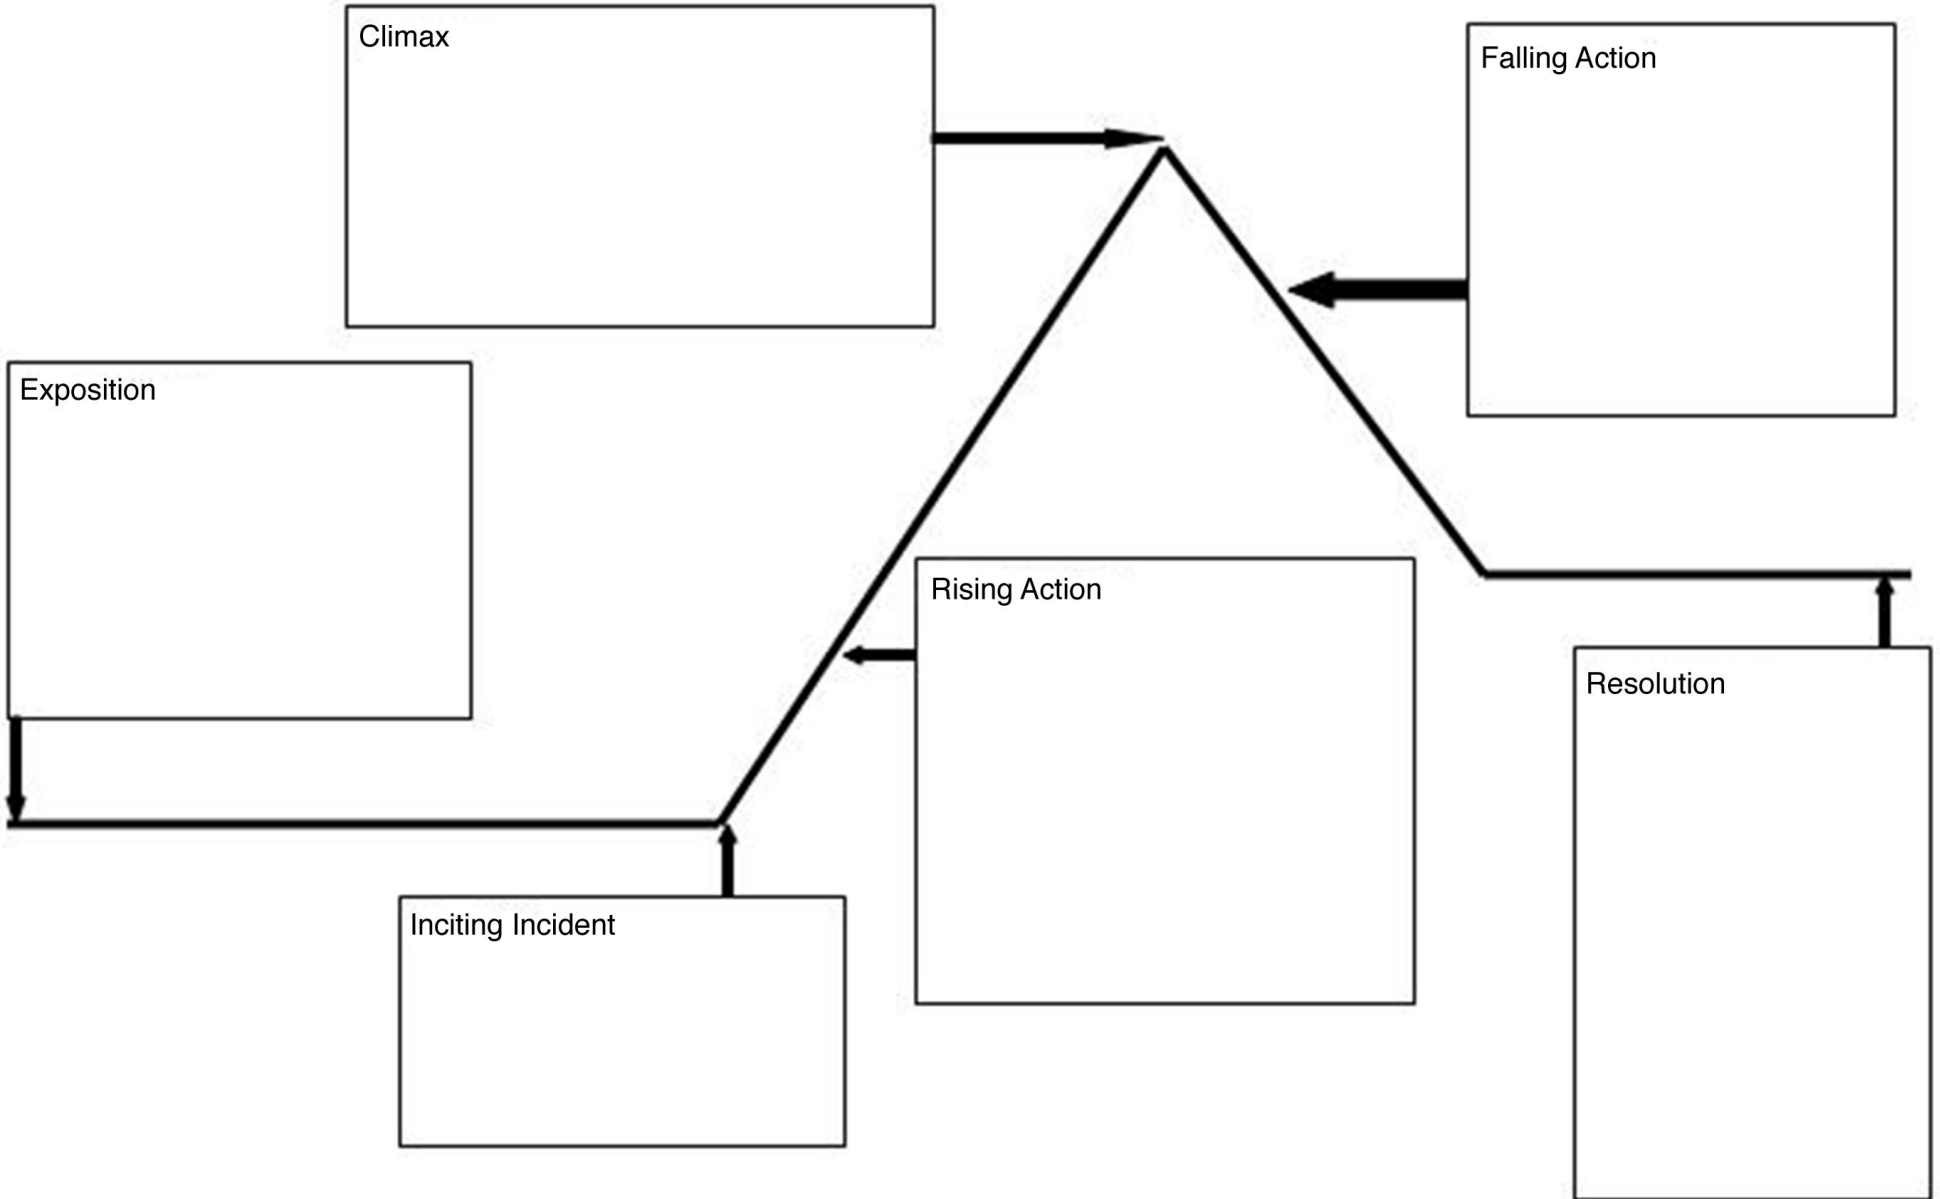 Climax
Falling Action
Exposition
Rising Action
Resolution
Inciting Incident